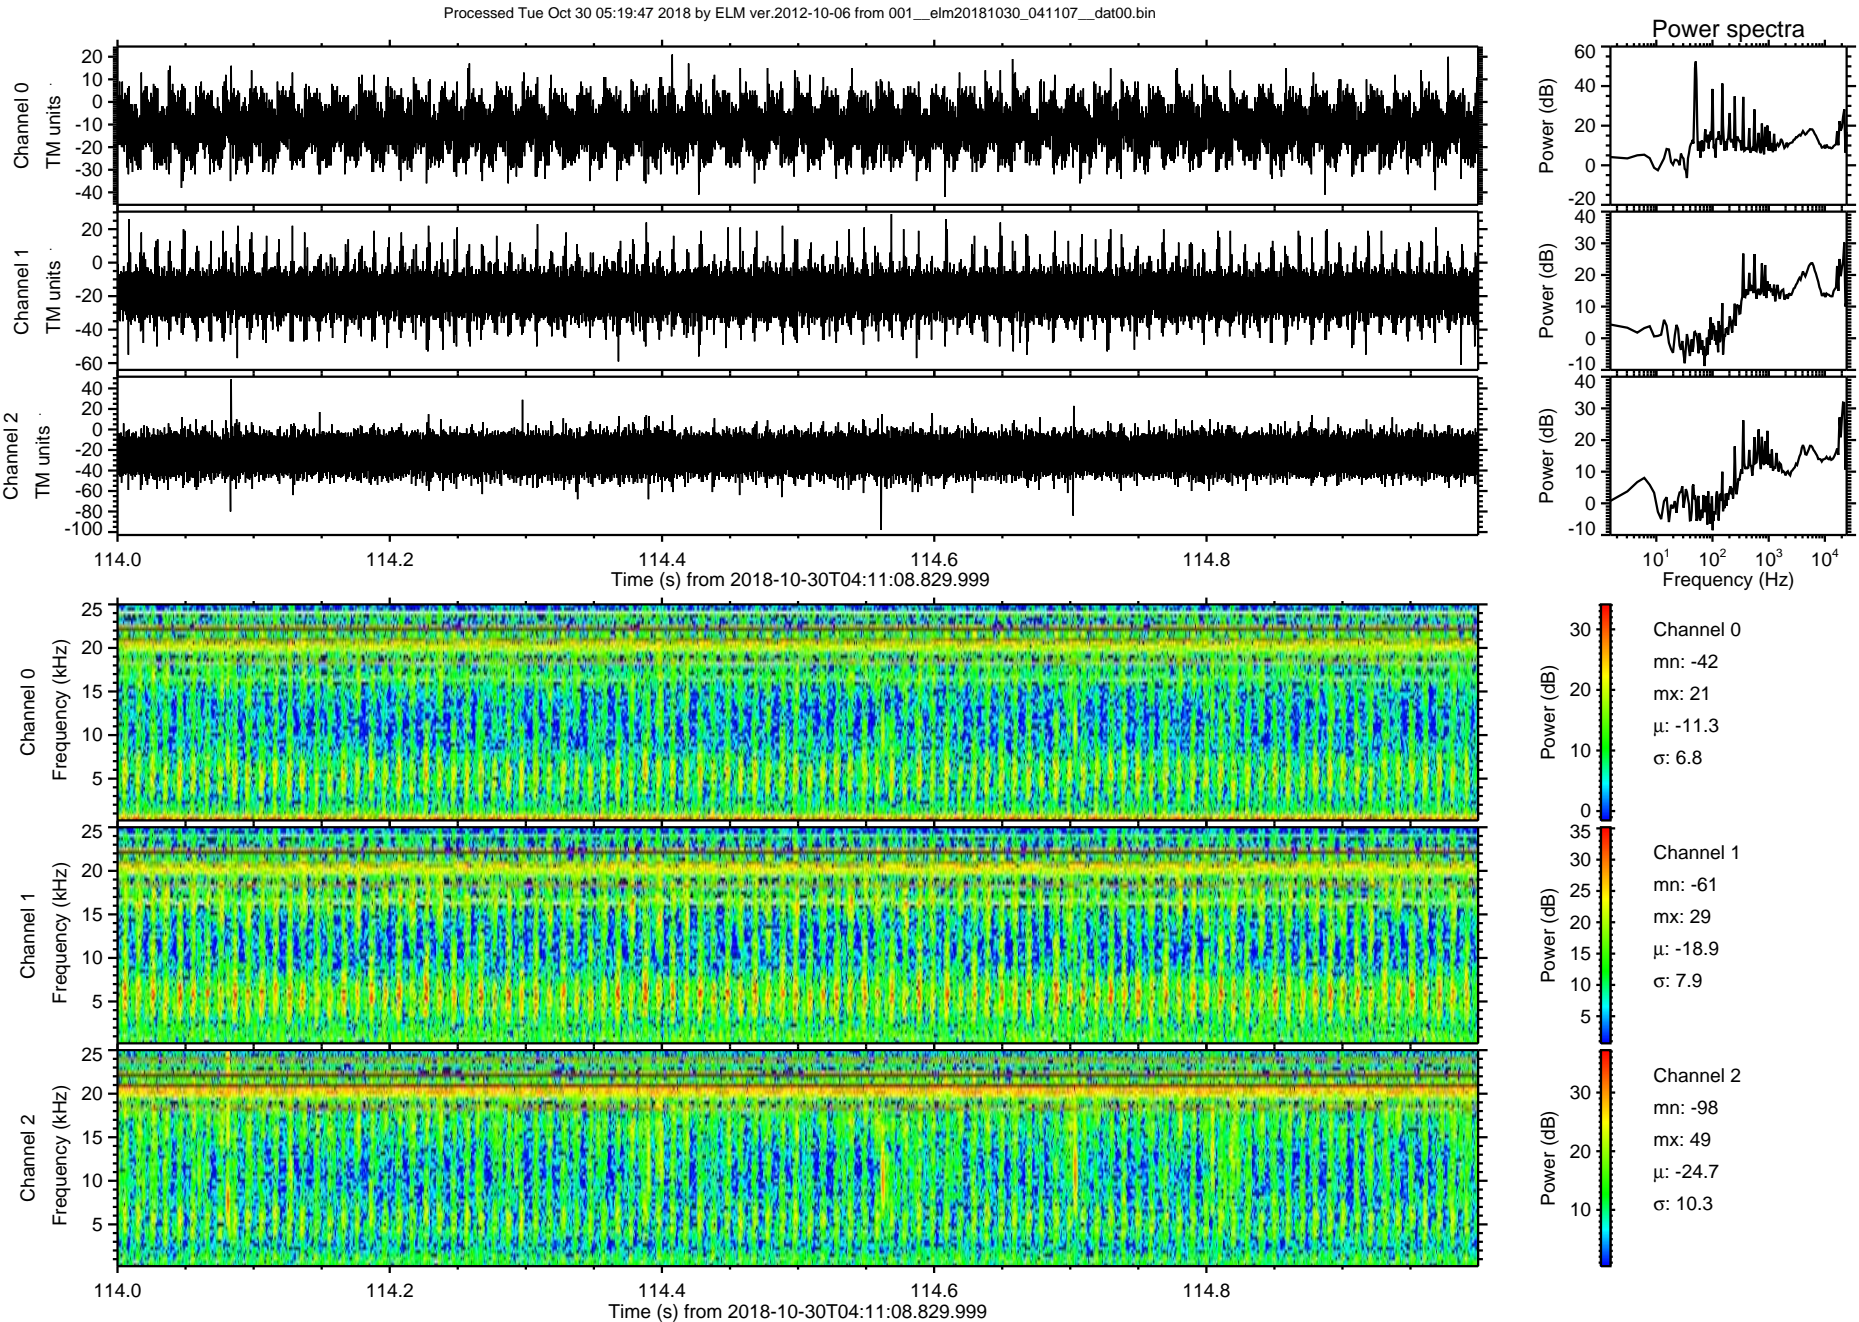 Processed Tue Oct 30 05:19:47 2018 by ELM ver.2012-10-06 from 001__elm20181030_041107__dat00.bin
Power spectra
Channel 0
TM units
20
10
0
-10
-20
-30
-40
Power (dB)
60
40
20
0
-20
Channel 1
TM units
20
0
-20
-40
-60
Power (dB)
40
30
20
10
0
-10
Channel 2
TM units
40
20
0
-20
-40
-60
-80
-100
Power (dB)
40
30
20
10
0
-10
114.0 114.2 114.4 114.6 114.8
Time (s) from 2018-10-30T04:11:08.829.999
10¹ 10² 10³ 10⁴
Frequency (Hz)
Channel 0
Frequency (kHz)
25
20
15
10
5
Power (dB)
30
20
10
0
Channel 0
mn: -42
mx: 21
μ: -11.3
σ: 6.8
Channel 1
Frequency (kHz)
25
20
15
10
5
Power (dB)
35
30
25
20
15
10
5
Channel 1
mn: -61
mx: 29
μ: -18.9
σ: 7.9
Channel 2
Frequency (kHz)
25
20
15
10
5
Power (dB)
30
20
10
Channel 2
mn: -98
mx: 49
μ: -24.7
σ: 10.3
114.0 114.2 114.4 114.6 114.8
Time (s) from 2018-10-30T04:11:08.829.999